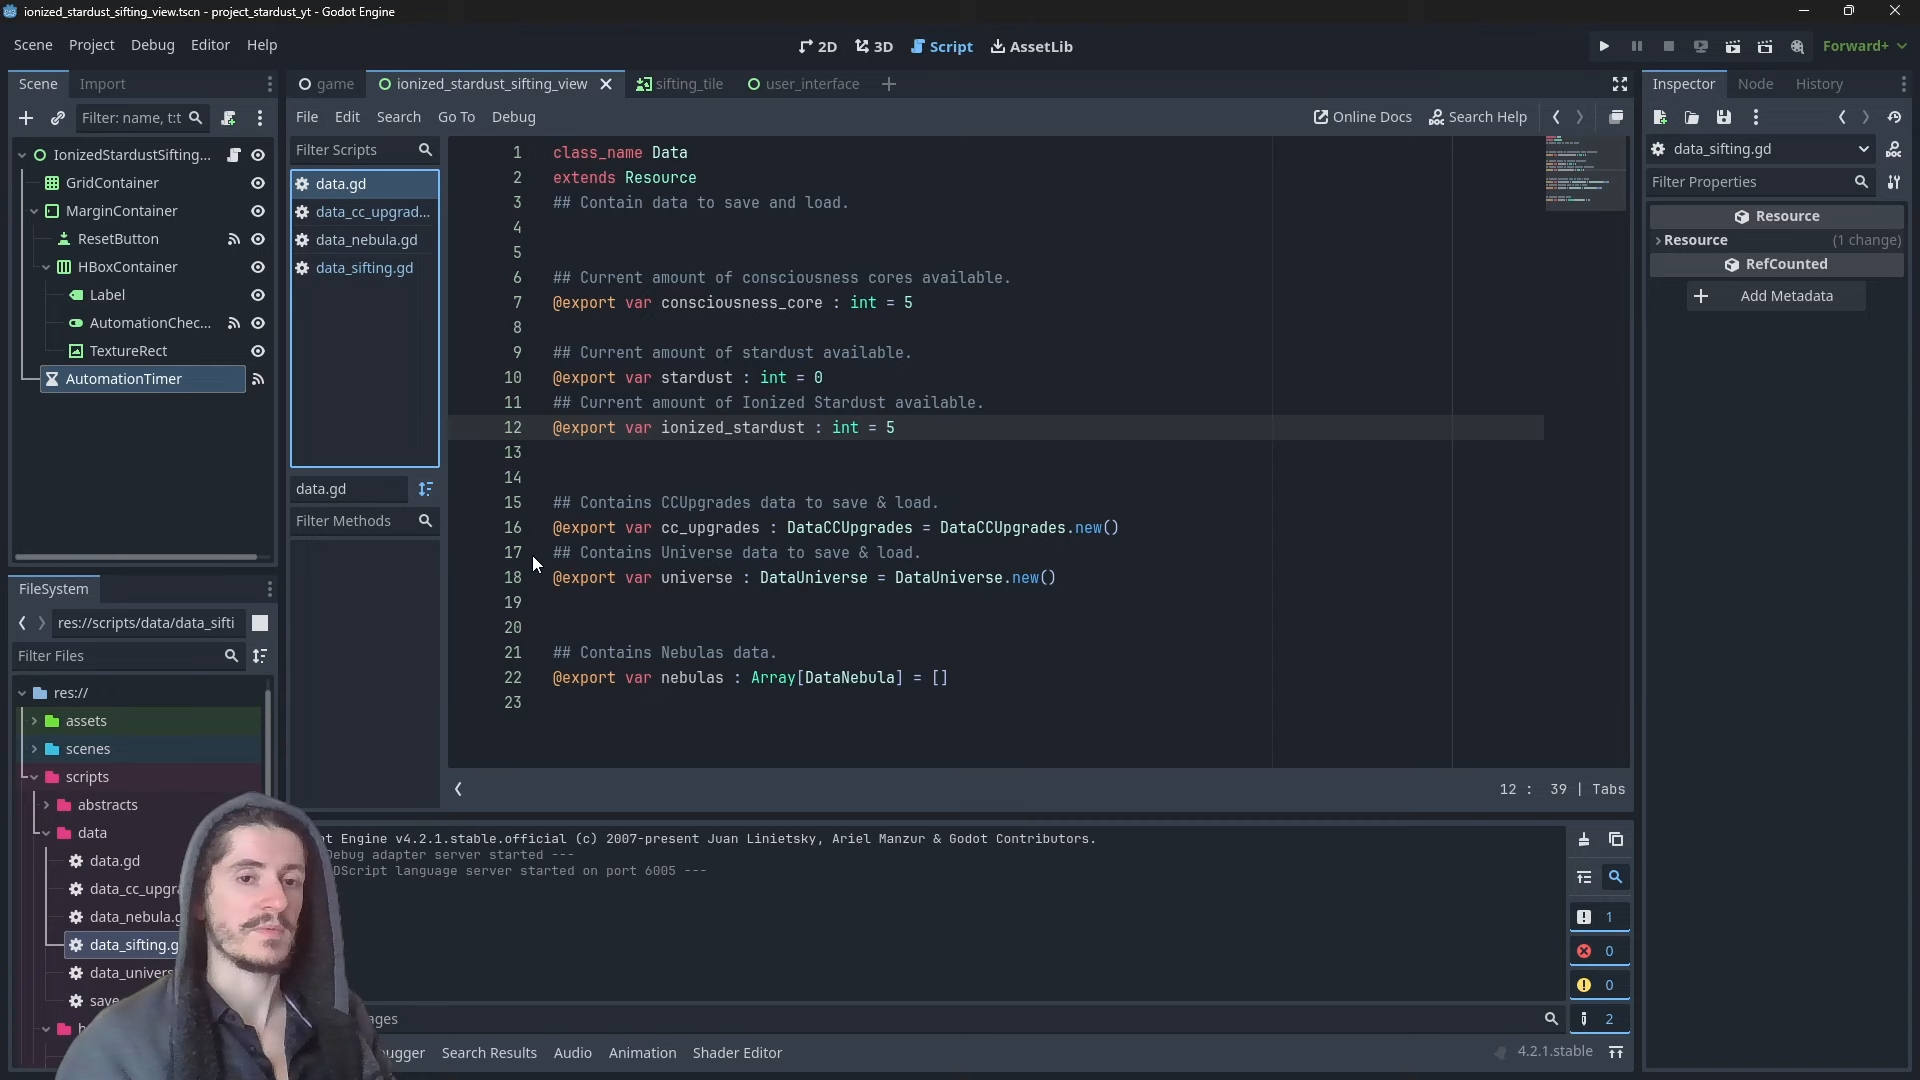 ionized_stardust_sifting_view.tscn - project_stardust_yt - Godot Engine
Scene Project Debug Editor Help
2D 3D Script AssetLib
Forward+
Scene Import
Filter: name, t:t
IonizedStardustSifting...
GridContainer
MarginContainer
ResetButton
HBoxContainer
Label
AutomationChec...
TextureRect
AutomationTimer
FileSystem
res://scripts/data/data_sifti
Filter Files
res://
assets
scenes
scripts
abstracts
data
data.gd
data_cc_upgra
data_nebula.g
data_sifting.g
data_univers
save
game ionized_stardust_sifting_view sifting_tile user_interface
File Edit Search Go To Debug
Online Docs Search Help
Filter Scripts
data.gd
data_cc_upgrad...
data_nebula.gd
data_sifting.gd
data.gd
Filter Methods
1 class_name Data
2 extends Resource
3 ## Contain data to save and load.
4
5
6 ## Current amount of consciousness cores available.
7 @export var consciousness_core : int = 5
8
9 ## Current amount of stardust available.
10 @export var stardust : int = 0
11 ## Current amount of Ionized Stardust available.
12 @export var ionized_stardust : int = 5
13
14
15 ## Contains CCUpgrades data to save & load.
16 @export var cc_upgrades : DataCCUpgrades = DataCCUpgrades.new()
17 ## Contains Universe data to save & load.
18 @export var universe : DataUniverse = DataUniverse.new()
19
20
21 ## Contains Nebulas data.
22 @export var nebulas : Array[DataNebula] = []
23
12 : 39 | Tabs
ot Engine v4.2.1.stable.official (c) 2007-present Juan Linietsky, Ariel Manzur & Godot Contributors.
Debug adapter server started ---
DScript language server started on port 6005 ---
1
0
0
2
ages
ugger Search Results Audio Animation Shader Editor
4.2.1.stable
Inspector Node History
data_sifting.gd
Filter Properties
Resource
Resource (1 change)
RefCounted
Add Metadata